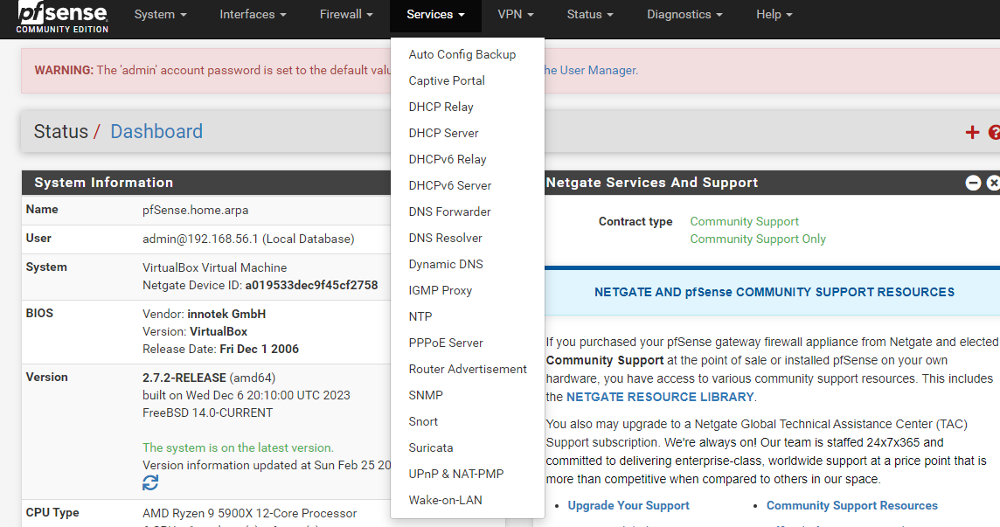 pfsense
COMMUNITY EDITION
System
Interfaces
Firewall
Services
VPN
Status
Diagnostics
Help
Auto Config Backup
Captive Portal
DHCP Relay
DHCP Server
DHCPv6 Relay
DHCPv6 Server
DNS Forwarder
DNS Resolver
Dynamic DNS
IGMP Proxy
NTP
PPPoE Server
Router Advertisement
SNMP
Snort
Suricata
UPnP & NAT-PMP
Wake-on-LAN
WARNING: The 'admin' account password is set to the default
the User Manager.
Status / Dashboard
System Information
Name pfSense.home.arpa
User admin@192.168.56.1 (Local Database)
System VirtualBox Virtual Machine
Netgate Device ID: a019533dec9f45cf2758
BIOS Vendor: innotek GmbH
Version: VirtualBox
Release Date: Fri Dec 1 2006
Version 2.7.2-RELEASE (amd64)
built on Wed Dec 6 20:10:00 UTC 2023
FreeBSD 14.0-CURRENT
The system is on the latest version.
Version information updated at Sun Feb 25 20
CPU Type AMD Ryzen 9 5900X 12-Core Processor
Netgate Services And Support
Contract type Community Support
Community Support Only
NETGATE AND pfSense COMMUNITY SUPPORT RESOURCES
If you purchased your pfSense gateway firewall appliance from Netgate and elected
Community Support at the point of sale or installed pfSense on your own
hardware, you have access to various community support resources. This includes
the NETGATE RESOURCE LIBRARY.
You also may upgrade to a Netgate Global Technical Assistance Center (TAC)
Support subscription. We're always on! Our team is staffed 24x7x365 and
committed to delivering enterprise-class, worldwide support at a price point that is
more than competitive when compared to others in our space.
Upgrade Your Support
Community Support Resources